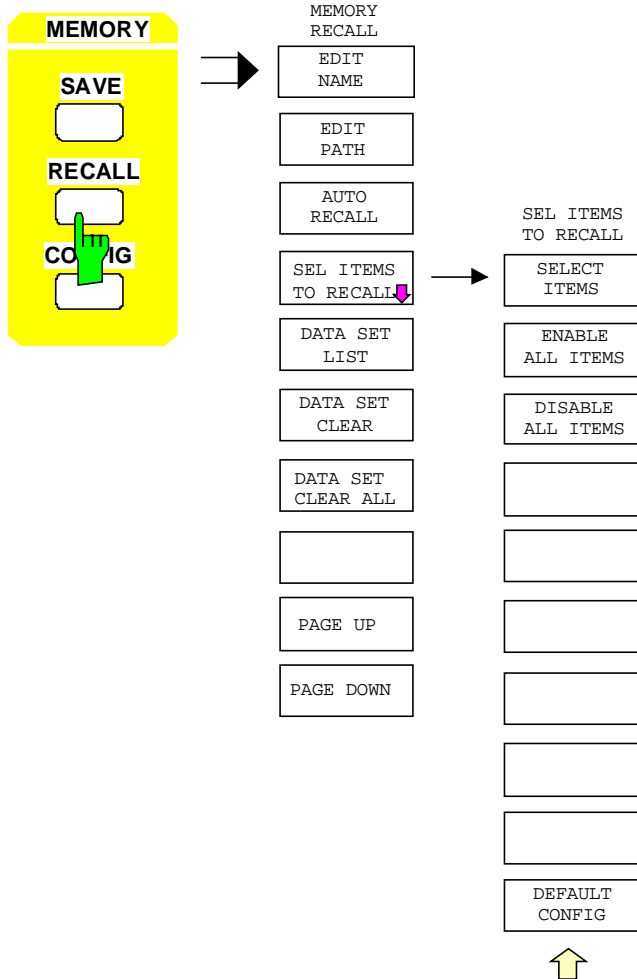 MEMORY
SAVE
RECALL
CO IG
MEMORY
RECALL
EDIT
NAME
EDIT
PATH
AUTO
RECALL
SEL ITEMS
TO RECALL
DATA SET
LIST
DATA SET
CLEAR
DATA SET
CLEAR ALL
PAGE UP
PAGE DOWN
SEL ITEMS
TO RECALL
SELECT
ITEMS
ENABLE
ALL ITEMS
DISABLE
ALL ITEMS
DEFAULT
CONFIG